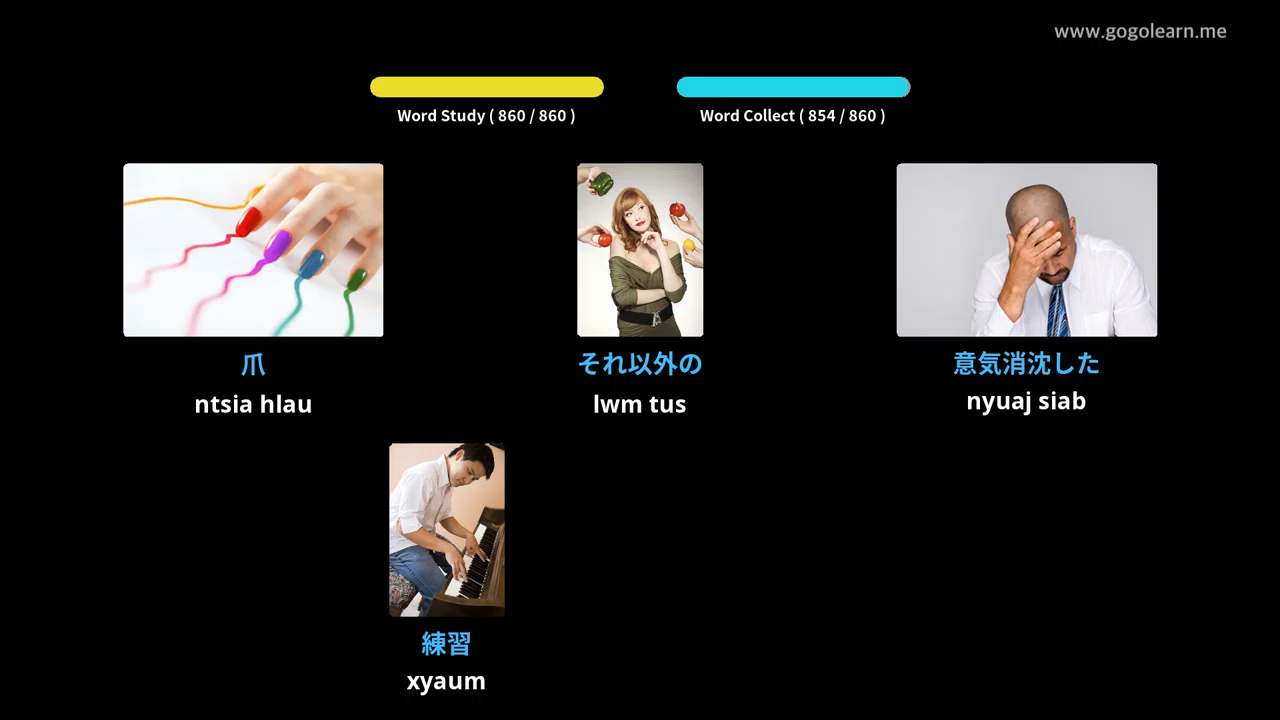 www.gogolearn.me
Word Study ( 860 / 860 )
Word Collect ( 854 / 860 )
爪
ntsia hlau
それ以外の
lwm tus
意気消沈した
nyuaj siab
練習
xyaum